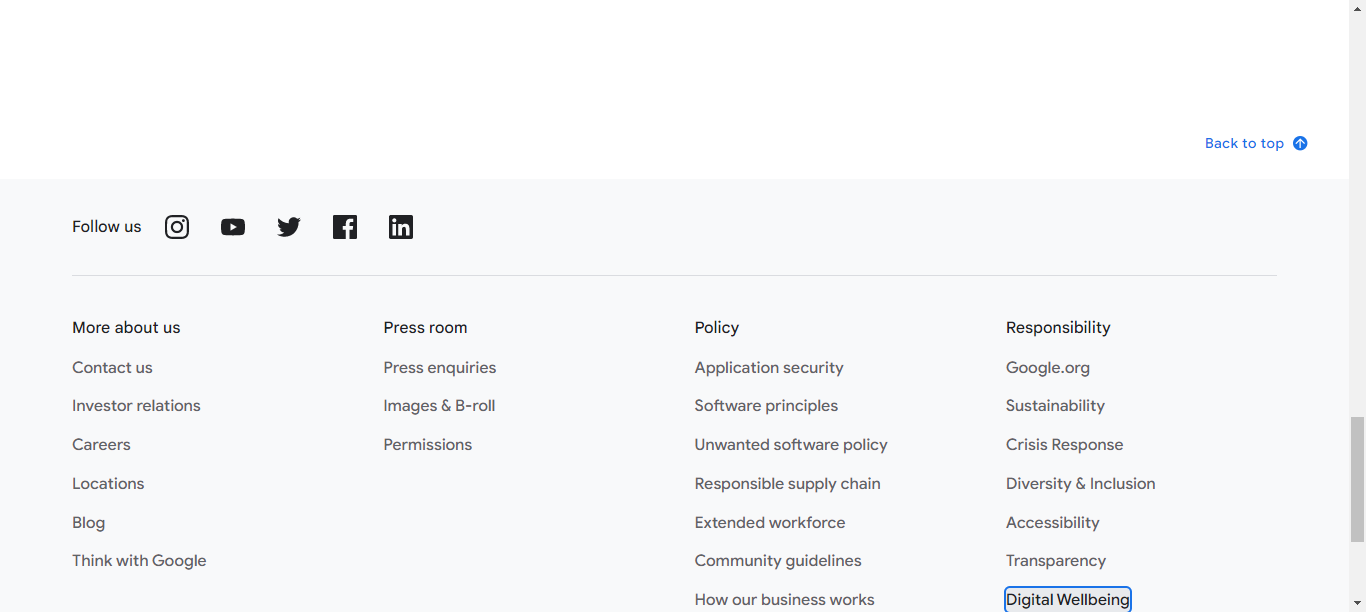 Back to top
Follow us
More about us
Contact us
Investor relations
Careers
Locations
Blog
Think with Google
Press room
Press enquiries
Images & B-roll
Permissions
Policy
Application security
Software principles
Unwanted software policy
Responsible supply chain
Extended workforce
Community guidelines
How our business works
Responsibility
Google.org
Sustainability
Crisis Response
Diversity & Inclusion
Accessibility
Transparency
Digital Wellbeing